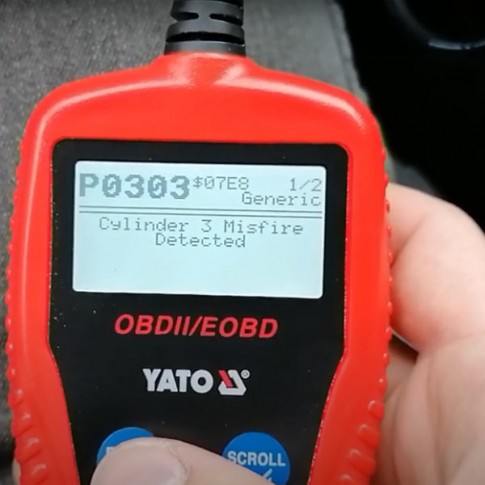 P0303 $07E8 1/2
Generic
Cylinder 3 Misfire
Detected
OBDII/EOBD
YATO ®
SCROLL